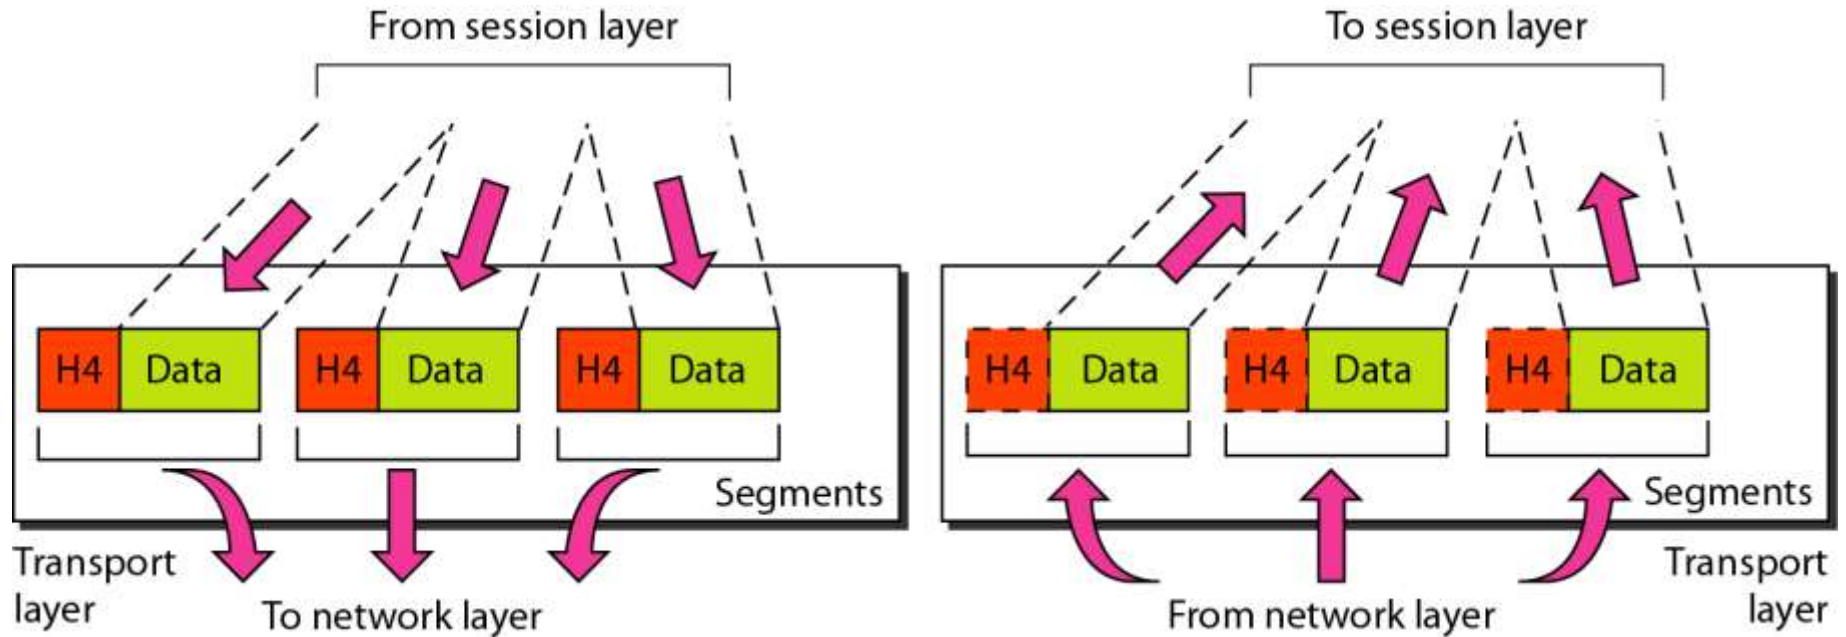 From session layer
H4 Data H4 Data H4 Data
Segments
Transport
layer
To network layer
To session layer
H4 Data H4 Data H4 Data
Segments
From network layer
Transport
layer